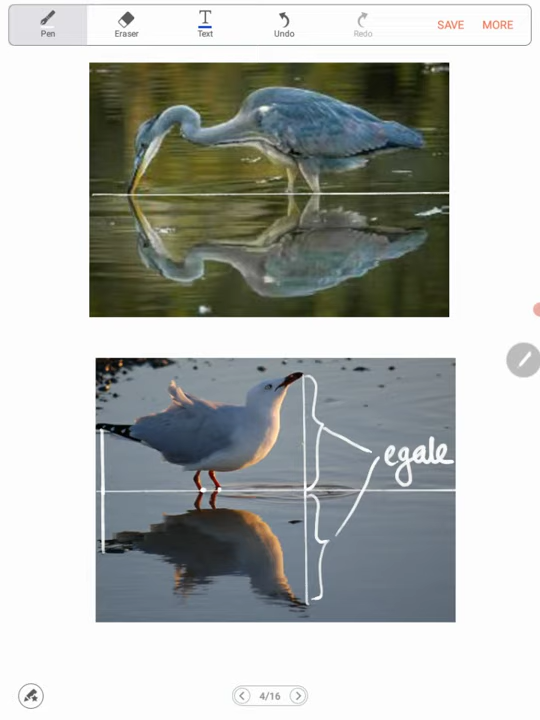 Pen
Eraser
Text
Undo
Redo
SAVE
MORE
egale
4/16